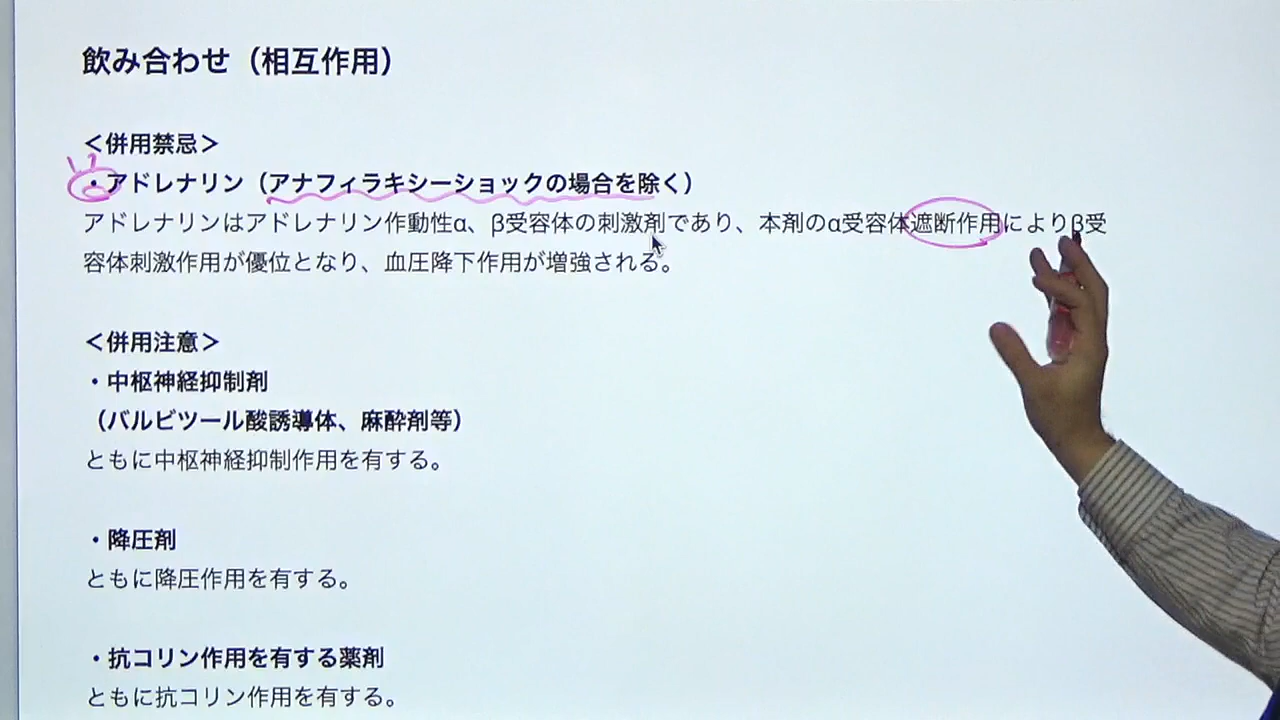 飲み合わせ（相互作用）
＜併用禁忌＞
・アドレナリン（アナフィラキシーショックの場合を除く）
アドレナリンはアドレナリン作動性α、β受容体の刺激剤であり、本剤のα受容体遮断作用によりβ受
容体刺激作用が優位となり、血圧降下作用が増強される。
＜併用注意＞
・中枢神経抑制剤
（バルビツール酸誘導体、麻酔剤等）
ともに中枢神経抑制作用を有する。
・降圧剤
ともに降圧作用を有する。
・抗コリン作用を有する薬剤
ともに抗コリン作用を有する。